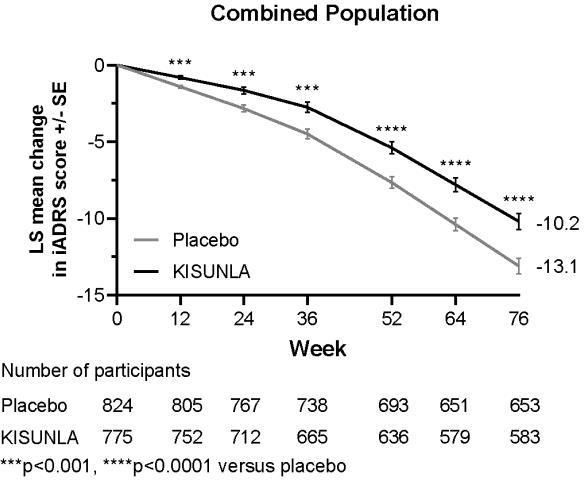 Combined Population
LS mean change
in iADRS score +/- SE
0
-5
-10
-15
***
***
***
****
****
****
-10.2
-13.1
Placebo
KISUNLA
0 12 24 36 52 64 76
Week
Number of participants
Placebo 824 805 767 738 693 651 653
KISUNLA 775 752 712 665 636 579 583
***p<0.001, ****p<0.0001 versus placebo